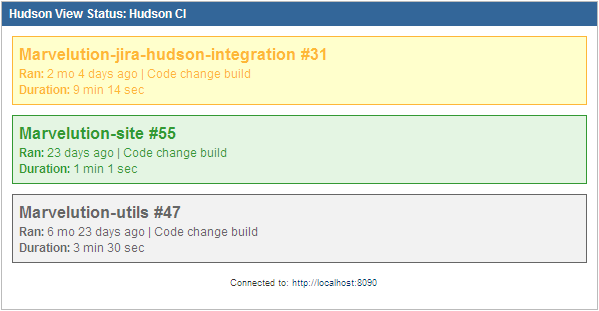 Hudson View Status: Hudson CI
Marvelution-jira-hudson-integration #31
Ran: 2 mo 4 days ago | Code change build
Duration: 9 min 14 sec
Marvelution-site #55
Ran: 23 days ago | Code change build
Duration: 1 min 1 sec
Marvelution-utils #47
Ran: 6 mo 23 days ago | Code change build
Duration: 3 min 30 sec
Connected to: http://localhost:8090